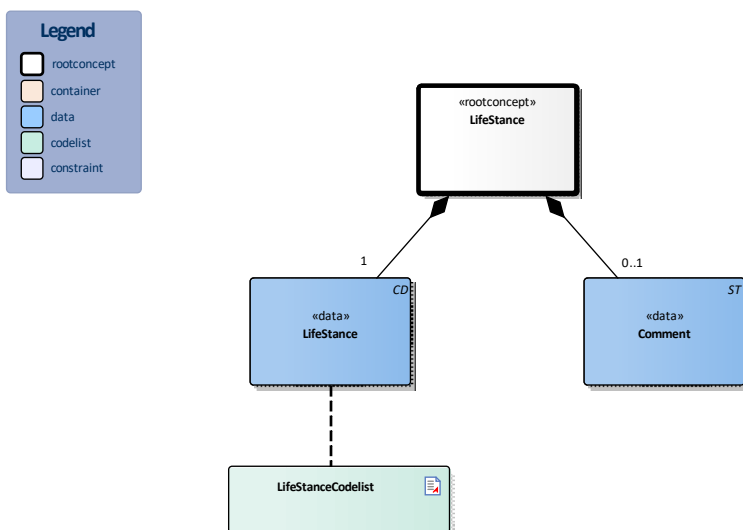 Legend
rootconcept
container
data
codelist
constraint
«rootconcept»
LifeStance
1
0..1
CD
«data»
LifeStance
ST
«data»
Comment
LifeStanceCodelist